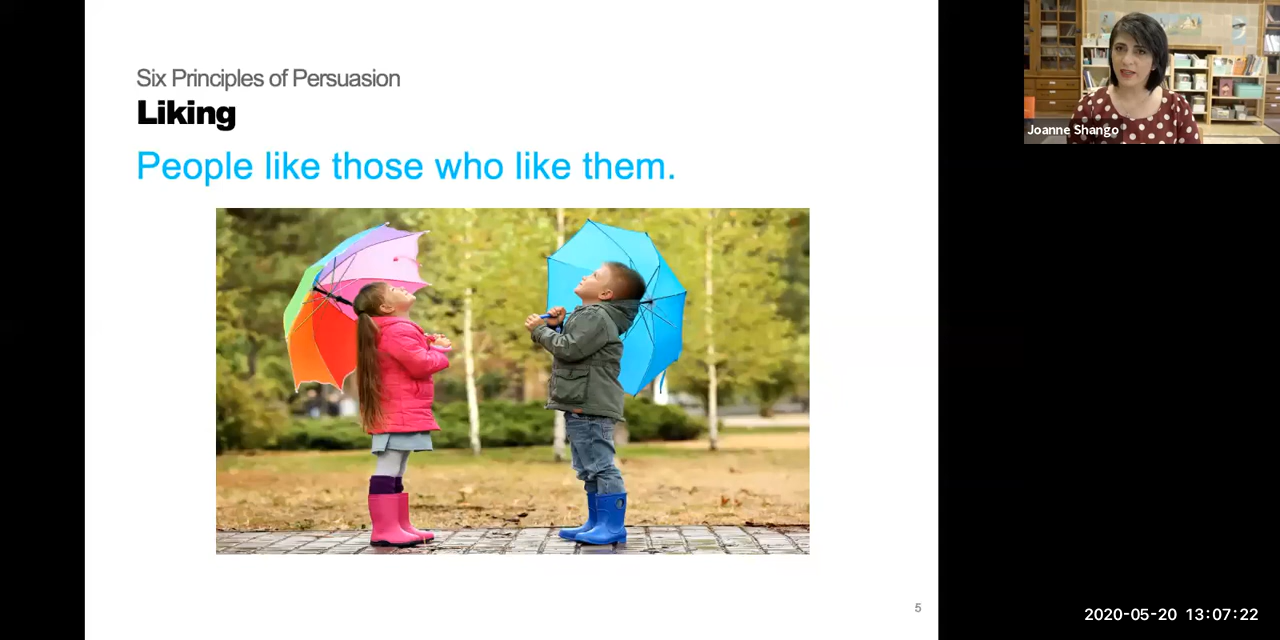 Six Principles of Persuasion
Liking
People like those who like them.
Joanne Shango
5
2020-05-20 13:07:22